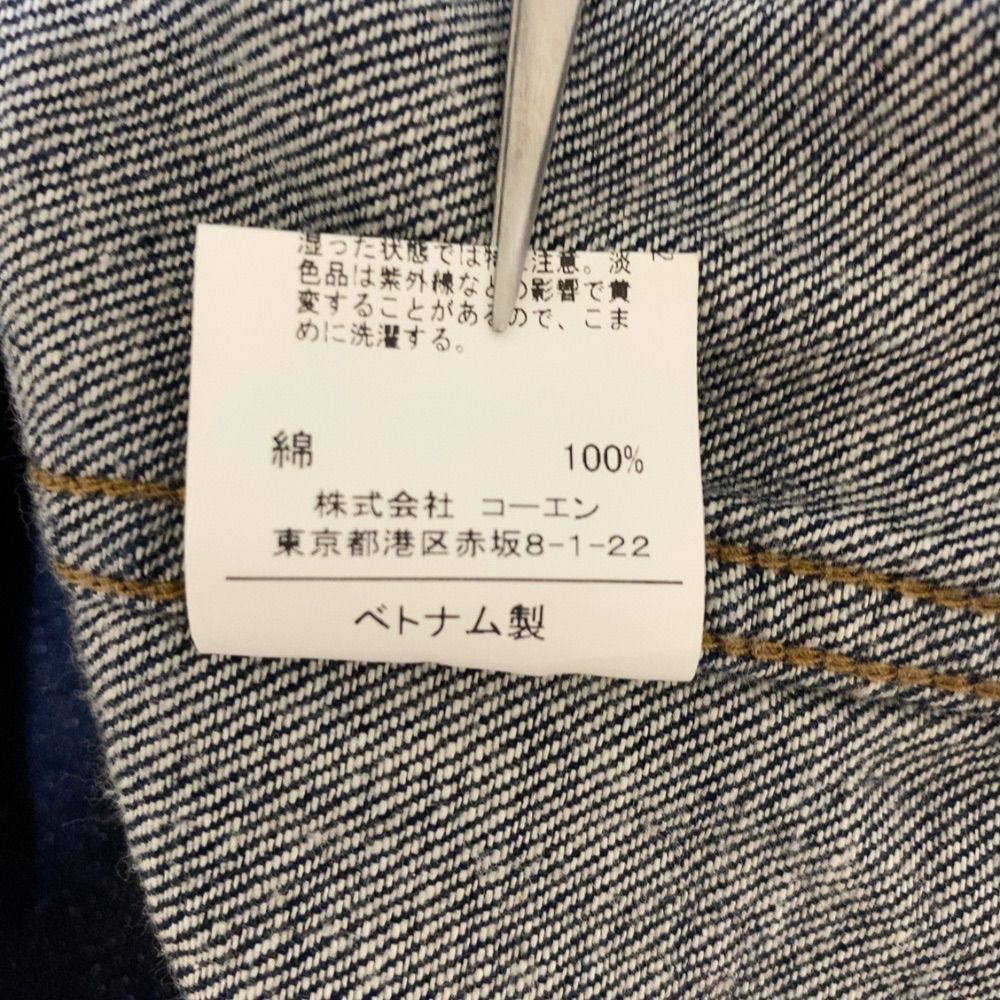 湿った状態では特に注意。淡
色品は紫外線などの影響で黄
変することがあるので、こま
めに洗濯する。
綿 100%
株式会社 コーエン
東京都港区赤坂8-1-22
ベトナム製